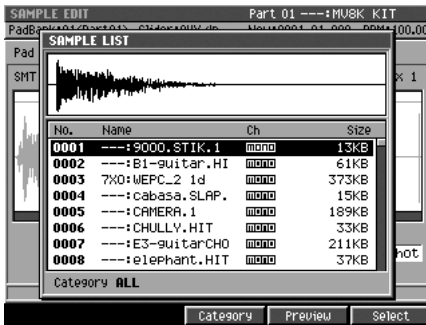 SAMPLE EDIT Part 01 ---:MV8K KIT
SAMPLE LIST
Pad
SMT
x 1
No. Name Ch Size
0001 ---:9000.STIK.1 mono 13KB
0002 ---:B1-guitar.HI mono 61KB
0003 7X0:WEPC_2 1d mono 373KB
0004 ---:cabasa.SLAP. mono 15KB
0005 ---:CAMERA.1 mono 189KB
0006 ---:CHULLY.HIT mono 33KB
0007 ---:E3-guitarCHO mono 211KB
0008 ---:elephant.HIT mono 37KB
hot
Category ALL
Category Preview Select